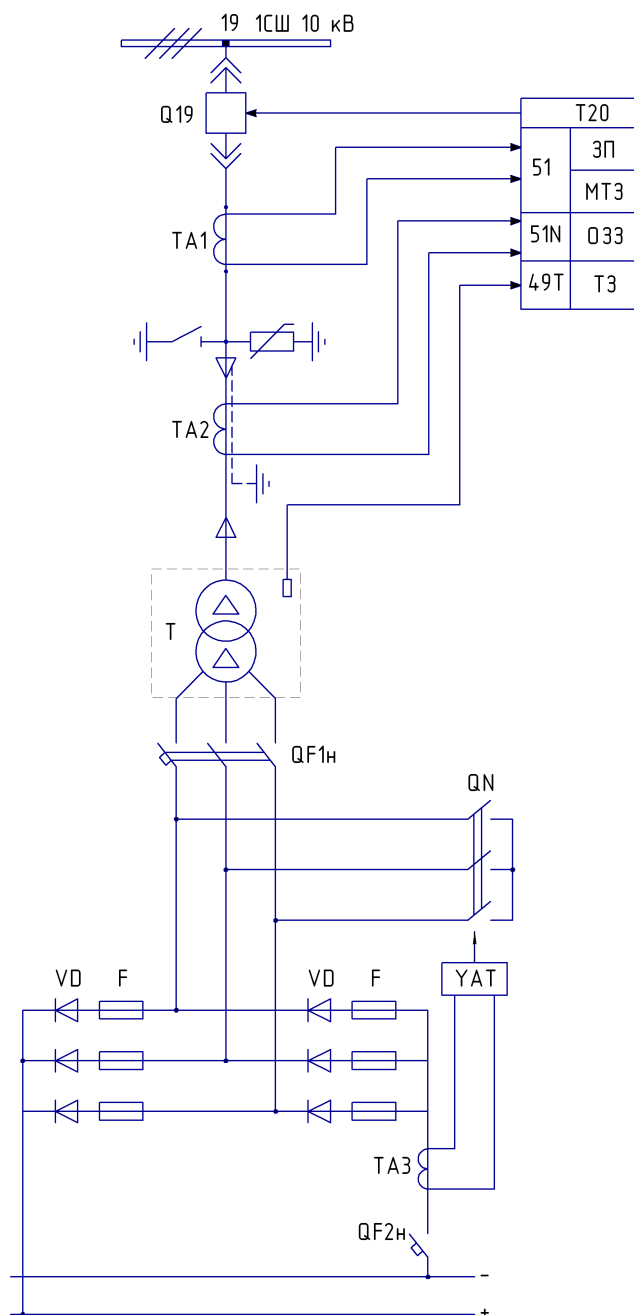 19 1СШ 10 кВ
Q19
T20
51
ЗП
МТЗ
TA1
51N
ОЗЗ
49T
ТЗ
TA2
T
QF1н
QN
VD
F
VD
F
YAT
TA3
QF2н
-
+